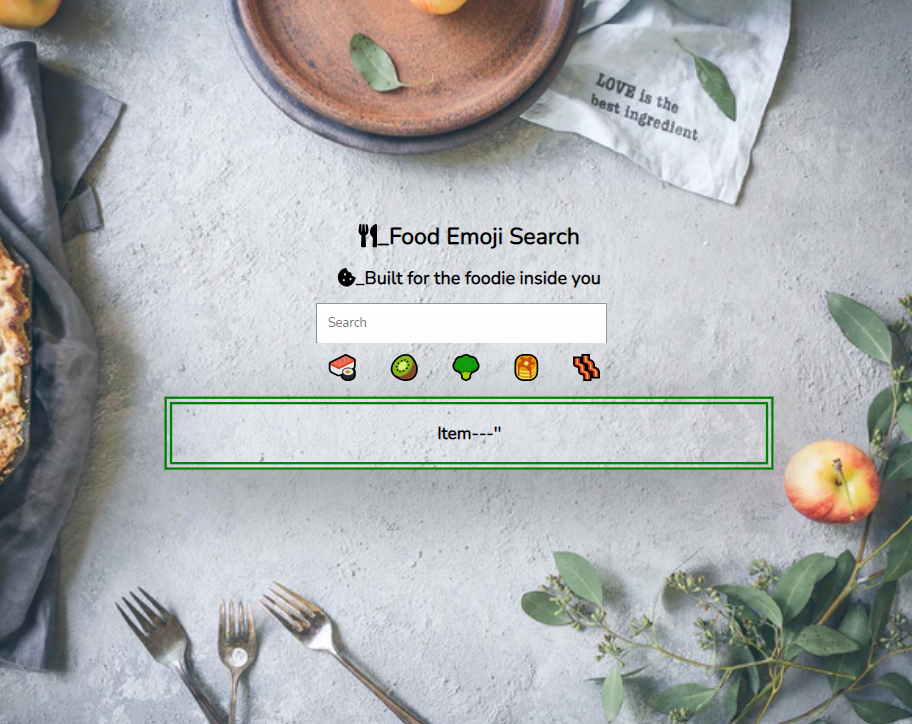 LOVE is the
best ingredient
_Food Emoji Search
_Built for the foodie inside you
Search
Item---"